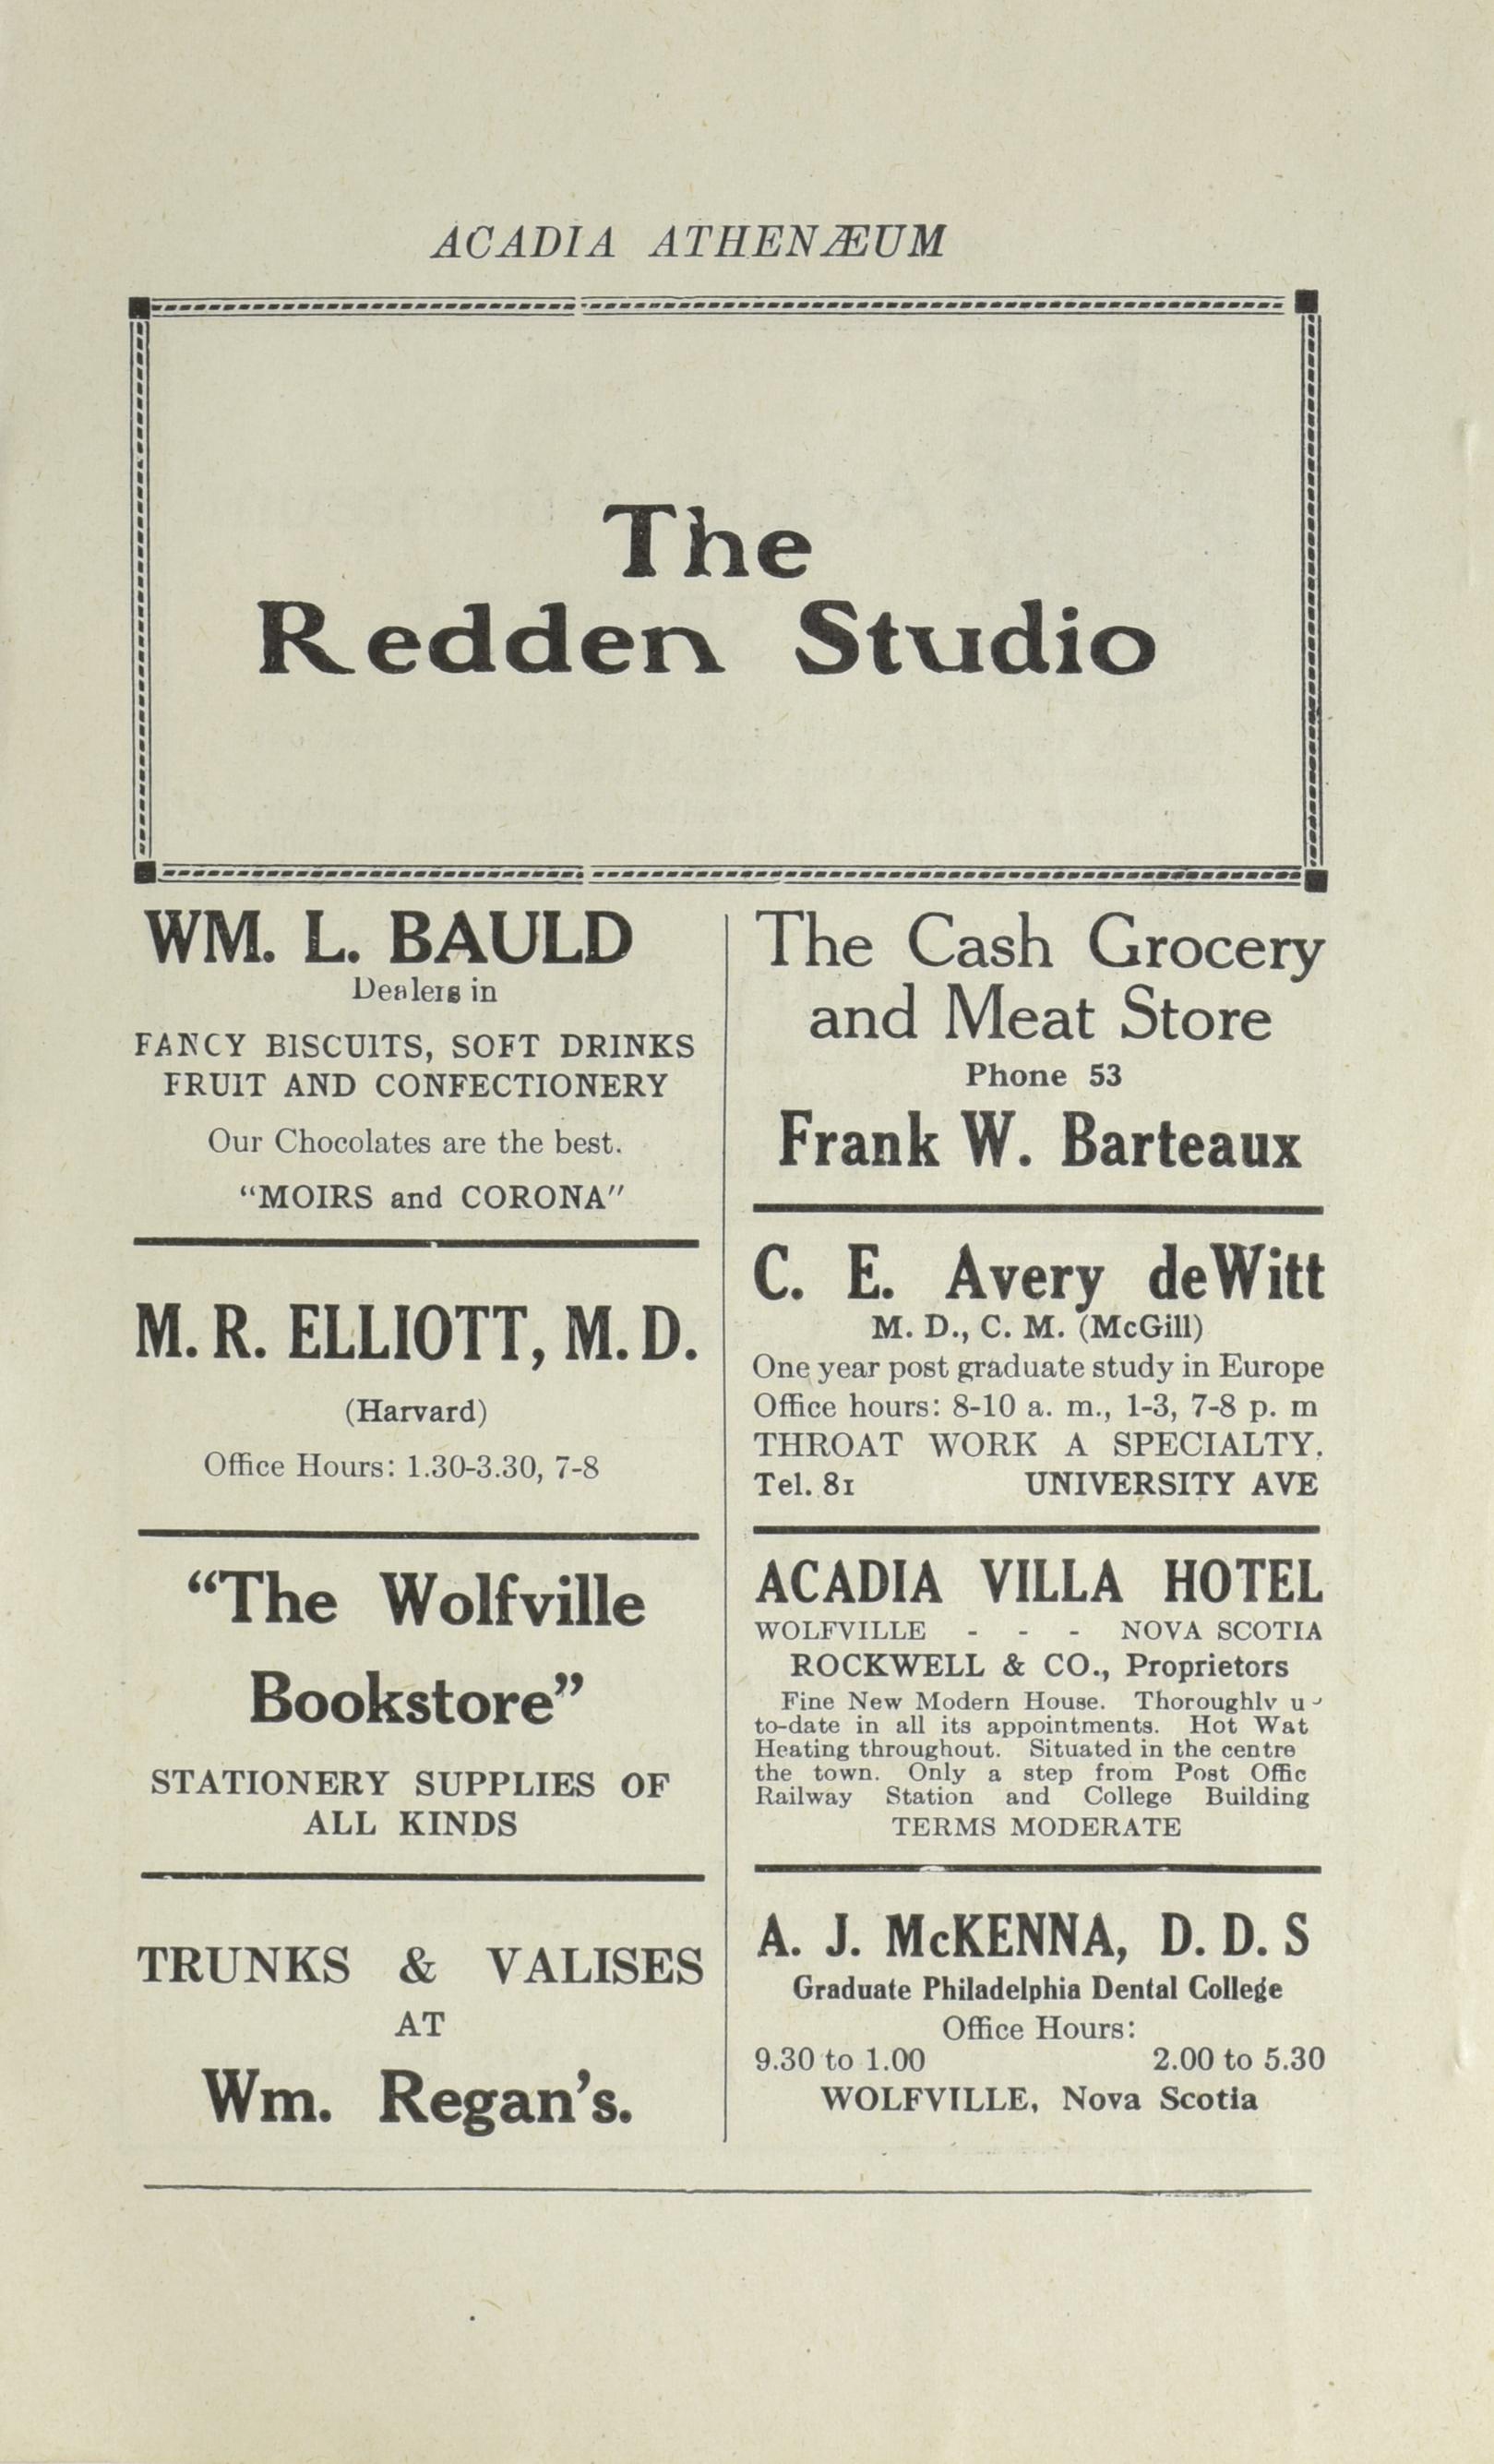 ACADIA ATHENÆUM
The
Redden Studio
WM. L. BAULD
Dealers in
FANCY BISCUITS, SOFT DRINKS
FRUIT AND CONFECTIONERY
Our Chocolates are the best.
“MOIRS and CORONA”
M. R. ELLIOTT, M. D.
(Harvard)
Office Hours: 1.30-3.30, 7-8
“The Wolfville
Bookstore”
STATIONERY SUPPLIES OF
ALL KINDS
TRUNKS & VALISES
AT
Wm. Regan’s.
The Cash Grocery
and Meat Store
Phone 53
Frank W. Barteaux
C. E. Avery deWitt
M. D., C. M. (McGill)
One year post graduate study in Europe
Office hours: 8-10 a. m., 1-3, 7-8 p. m
THROAT WORK A SPECIALTY.
Tel. 81 UNIVERSITY AVE
ACADIA VILLA HOTEL
WOLFVILLE - - - NOVA SCOTIA
ROCKWELL & CO., Proprietors
Fine New Modern House. Thoroughly u
to-date in all its appointments. Hot Wat
Heating throughout. Situated in the centre
the town. Only a step from Post Offic
Railway Station and College Building
TERMS MODERATE
A. J. McKENNA, D. D. S
Graduate Philadelphia Dental College
Office Hours:
9.30 to 1.00 2.00 to 5.30
WOLFVILLE, Nova Scotia